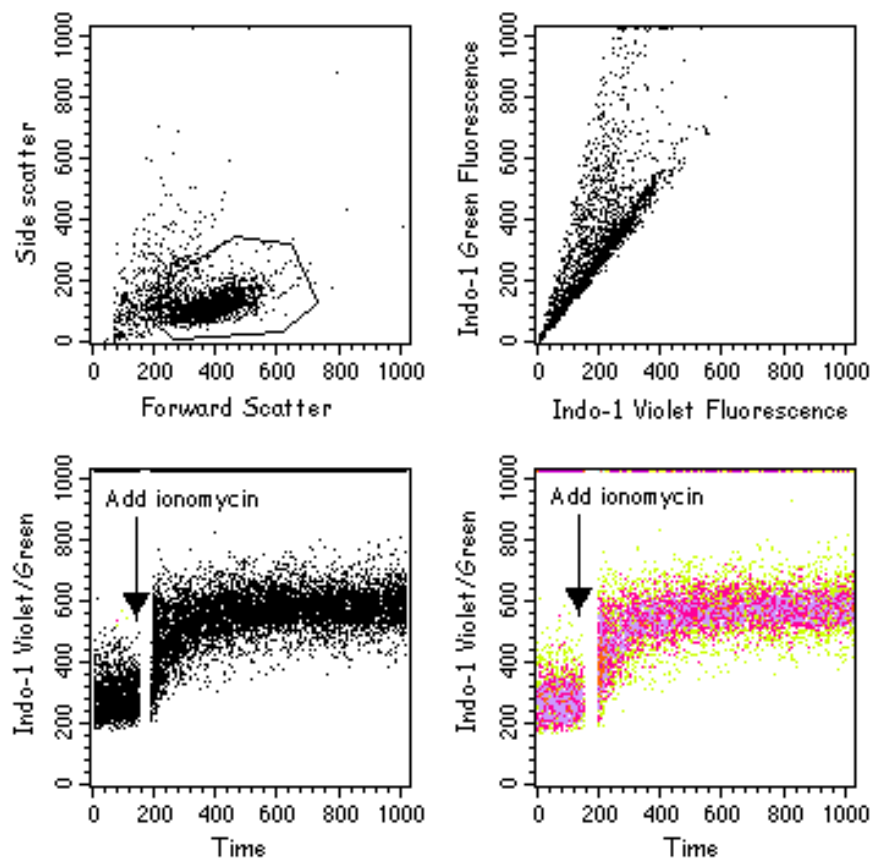 1000
800
600
400
200
0
Side scatter
0 200 400 600 800 1000
Forward Scatter
1000
800
600
400
200
0
Indo-1 Green Fluorescence
0 200 400 600 800 1000
Indo-1 Violet Fluorescence
1000
800
600
400
200
0
Indo-1 Violet/Green
Add ionomycin
0 200 400 600 800 1000
Time
1000
800
600
400
200
0
Indo-1 Violet/Green
Add ionomycin
0 200 400 600 800 1000
Time